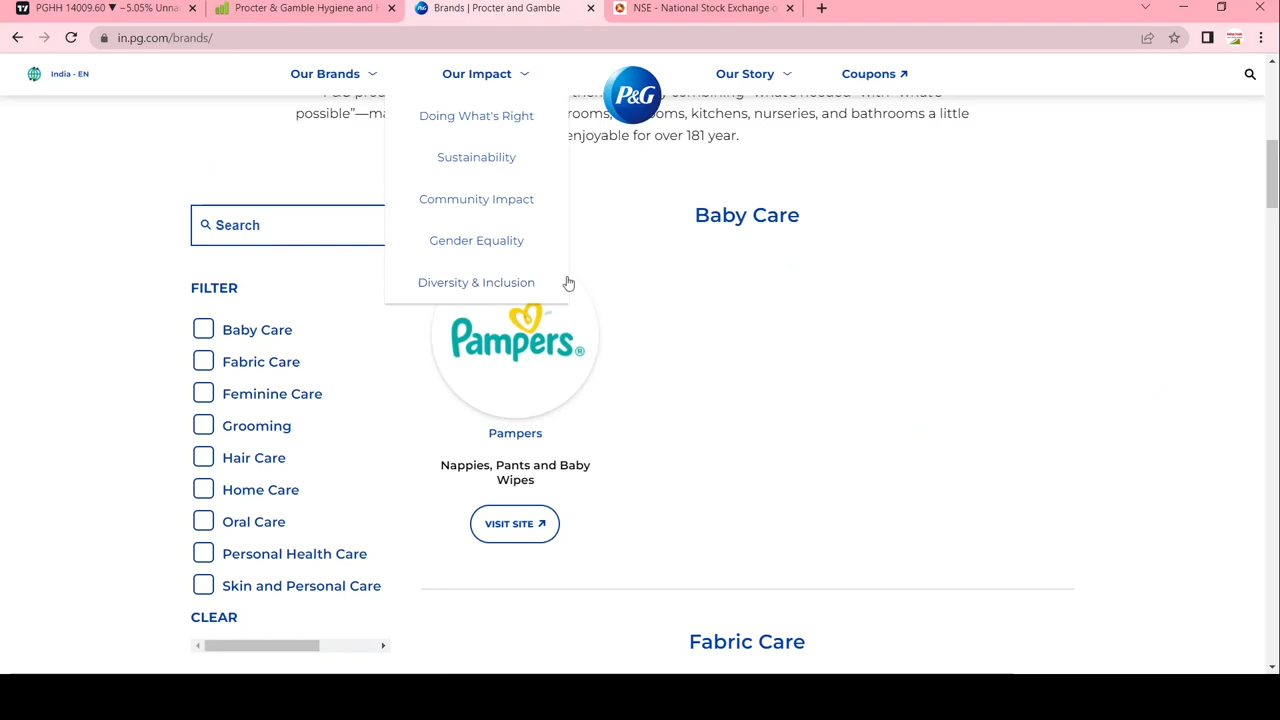 PGHH 14009.60 ▼ −5.05% Unna
Procter & Gamble Hygiene and H
Brands | Procter and Gamble
NSE - National Stock Exchange o
in.pg.com/brands/
India - EN
Our Brands
Our Impact
P&G
Our Story
Coupons
Doing What's Right
Sustainability
Community Impact
Gender Equality
Diversity & Inclusion
possible"—ma
kitchens, nurseries, and bathrooms a little
enjoyable for over 181 year.
Search
Baby Care
FILTER
Baby Care
Fabric Care
Feminine Care
Grooming
Hair Care
Home Care
Oral Care
Personal Health Care
Skin and Personal Care
CLEAR
Pampers®
Pampers
Nappies, Pants and Baby
Wipes
VISIT SITE
Fabric Care